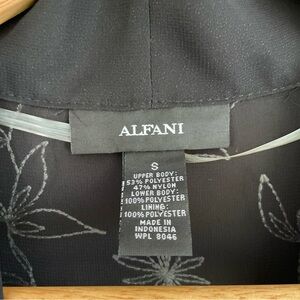 ALFANI
S
UPPER BODY:
53% POLYESTER
47% NYLON
LOWER BODY:
100% POLYESTER
LINING:
100% POLYESTER
MADE IN
INDONESIA
WPL 8046